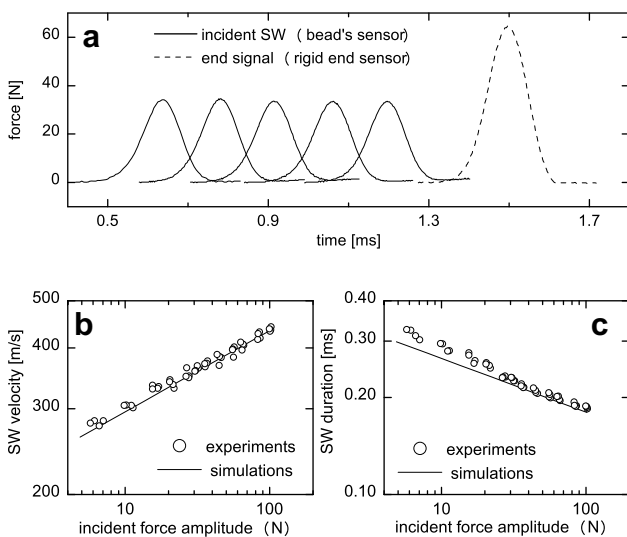 a
incident SW ( bead's sensor)
end signal ( rigid end sensor)
60
40
20
0
force [N]
0.5 0.9 1.3 1.7
time [ms]
b
500
400
300
200
SW velocity [m/s]
experiments
simulations
10 100
incident force amplitude (N)
c
0.40
0.30
0.20
0.10
SW duration [ms]
experiments
simulations
10 100
incident force amplitude (N)